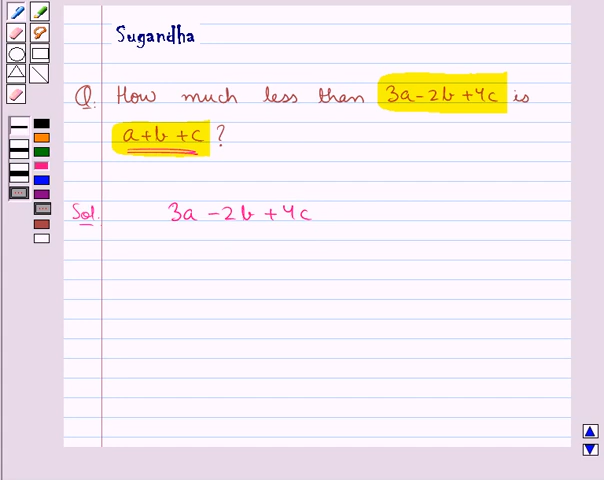 Sugandha
Q. How much less than 3a-2b+4c is
a+b+c ?
Sol. 3a-2b+4c